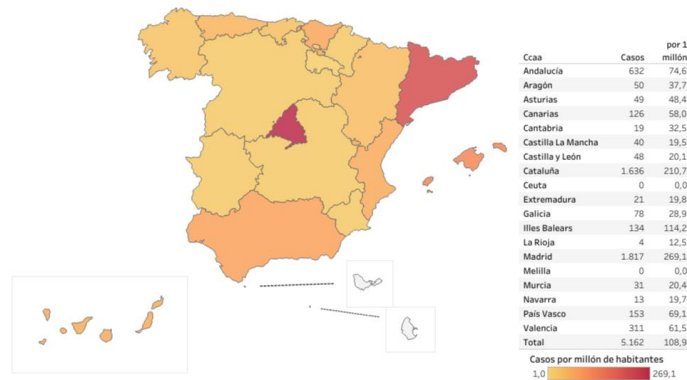 por 1
Ccaa Casos millón
Andalucía 632 74,6
Aragón 50 37,7
Asturias 49 48,4
Canarias 126 58,0
Cantabria 19 32,5
Castilla La Mancha 40 19,5
Castilla y León 48 20,1
Cataluña 1.636 210,7
Ceuta 0 0,0
Extremadura 21 19,8
Galicia 78 28,9
Illes Balears 134 114,2
La Rioja 4 12,5
Madrid 1.817 269,1
Melilla 0 0,0
Murcia 31 20,4
Navarra 13 19,7
País Vasco 153 69,1
Valencia 311 61,5
Total 5.162 108,9
Casos por millón de habitantes
1,0 269,1